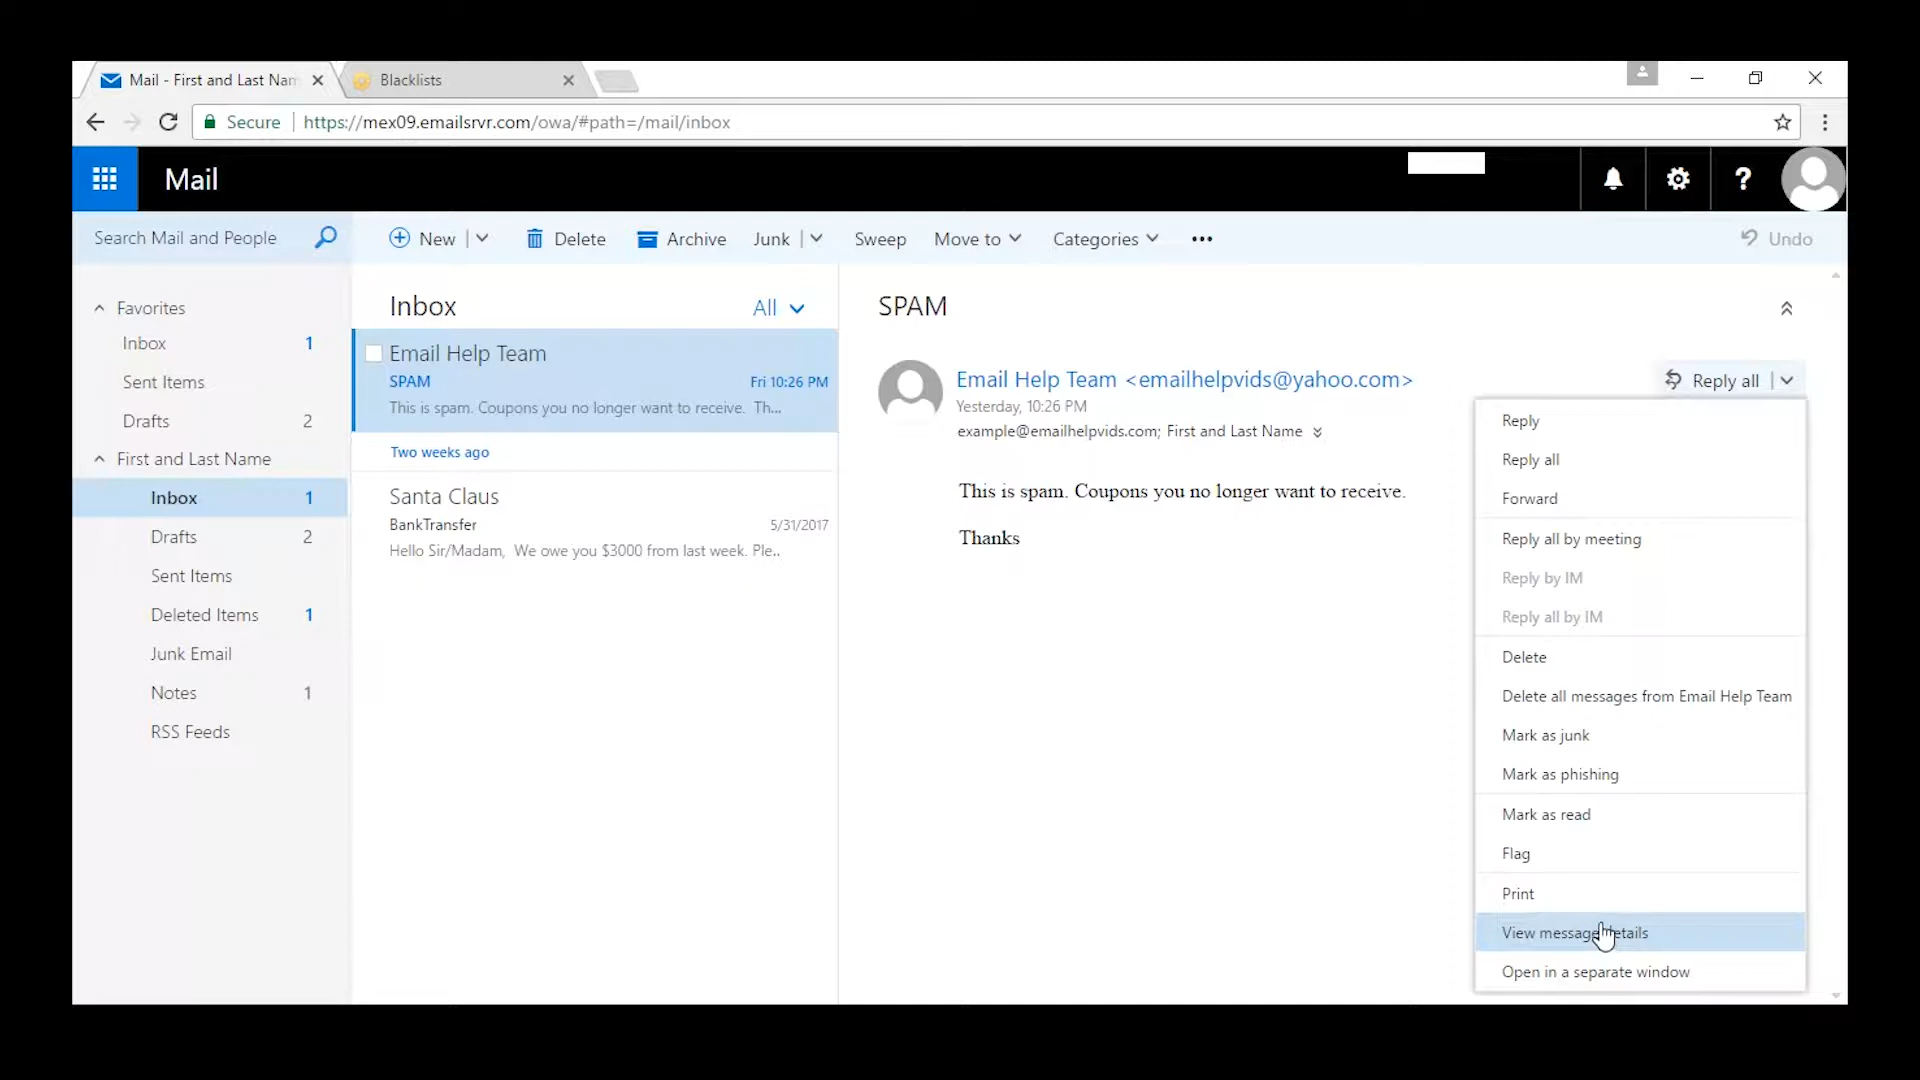 Mail - First and Last Nam
Blacklists
Secure
https://mex09.emailsrvr.com/owa/#path=/mail/inbox
Mail
?
Search Mail and People
New
Delete
Archive
Junk
Sweep
Move to
Categories
Undo
Favorites
Inbox 1
Sent Items
Drafts 2
First and Last Name
Inbox 1
Drafts 2
Sent Items
Deleted Items 1
Junk Email
Notes 1
RSS Feeds
Inbox
All
Email Help Team
SPAM Fri 10:26 PM
This is spam. Coupons you no longer want to receive. Th...
Two weeks ago
Santa Claus
BankTransfer 5/31/2017
Hello Sir/Madam, We owe you $3000 from last week. Ple..
SPAM
Email Help Team <emailhelpvids@yahoo.com>
Yesterday, 10:26 PM
example@emailhelpvids.com; First and Last Name
This is spam. Coupons you no longer want to receive.
Thanks
Reply all
Reply
Reply all
Forward
Reply all by meeting
Reply by IM
Reply all by IM
Delete
Delete all messages from Email Help Team
Mark as junk
Mark as phishing
Mark as read
Flag
Print
View message details
Open in a separate window